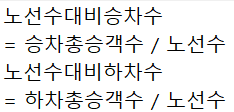 노선수대비승차수
= 승차총승객수 / 노선수
노선수대비하차수
= 하차총승객수 / 노선수